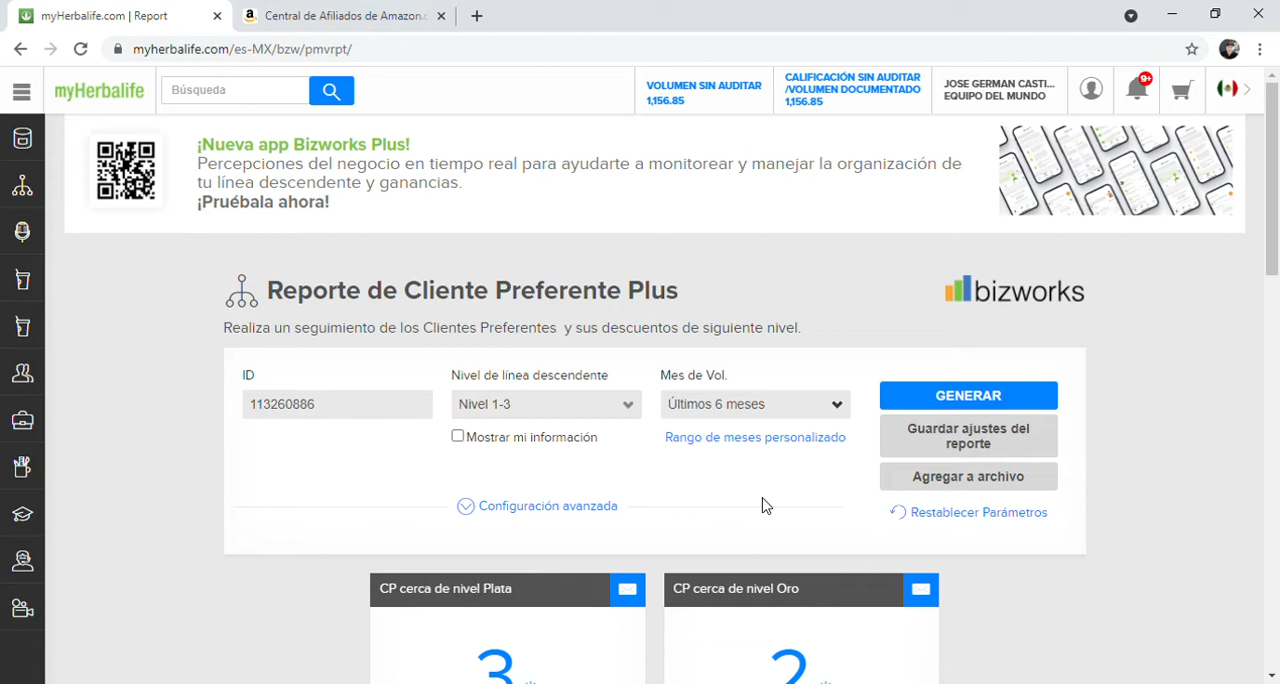 myHerbalife.com | Report
Central de Afiliados de Amazon.c
myherbalife.com/es-MX/bzw/pmvrpt/
myHerbalife
Búsqueda
VOLUMEN SIN AUDITAR
1,156.85
CALIFICACIÓN SIN AUDITAR
/VOLUMEN DOCUMENTADO
1,156.85
JOSE GERMAN CASTI...
EQUIPO DEL MUNDO
9+
¡Nueva app Bizworks Plus!
Percepciones del negocio en tiempo real para ayudarte a monitorear y manejar la organización de
tu línea descendente y ganancias.
¡Pruébala ahora!
Reporte de Cliente Preferente Plus
bizworks
Realiza un seguimiento de los Clientes Preferentes y sus descuentos de siguiente nivel.
ID
Nivel de línea descendente
Mes de Vol.
113260886
Nivel 1-3
Últimos 6 meses
GENERAR
Mostrar mi información
Rango de meses personalizado
Guardar ajustes del
reporte
Agregar a archivo
Configuración avanzada
Restablecer Parámetros
CP cerca de nivel Plata
CP cerca de nivel Oro
3
2